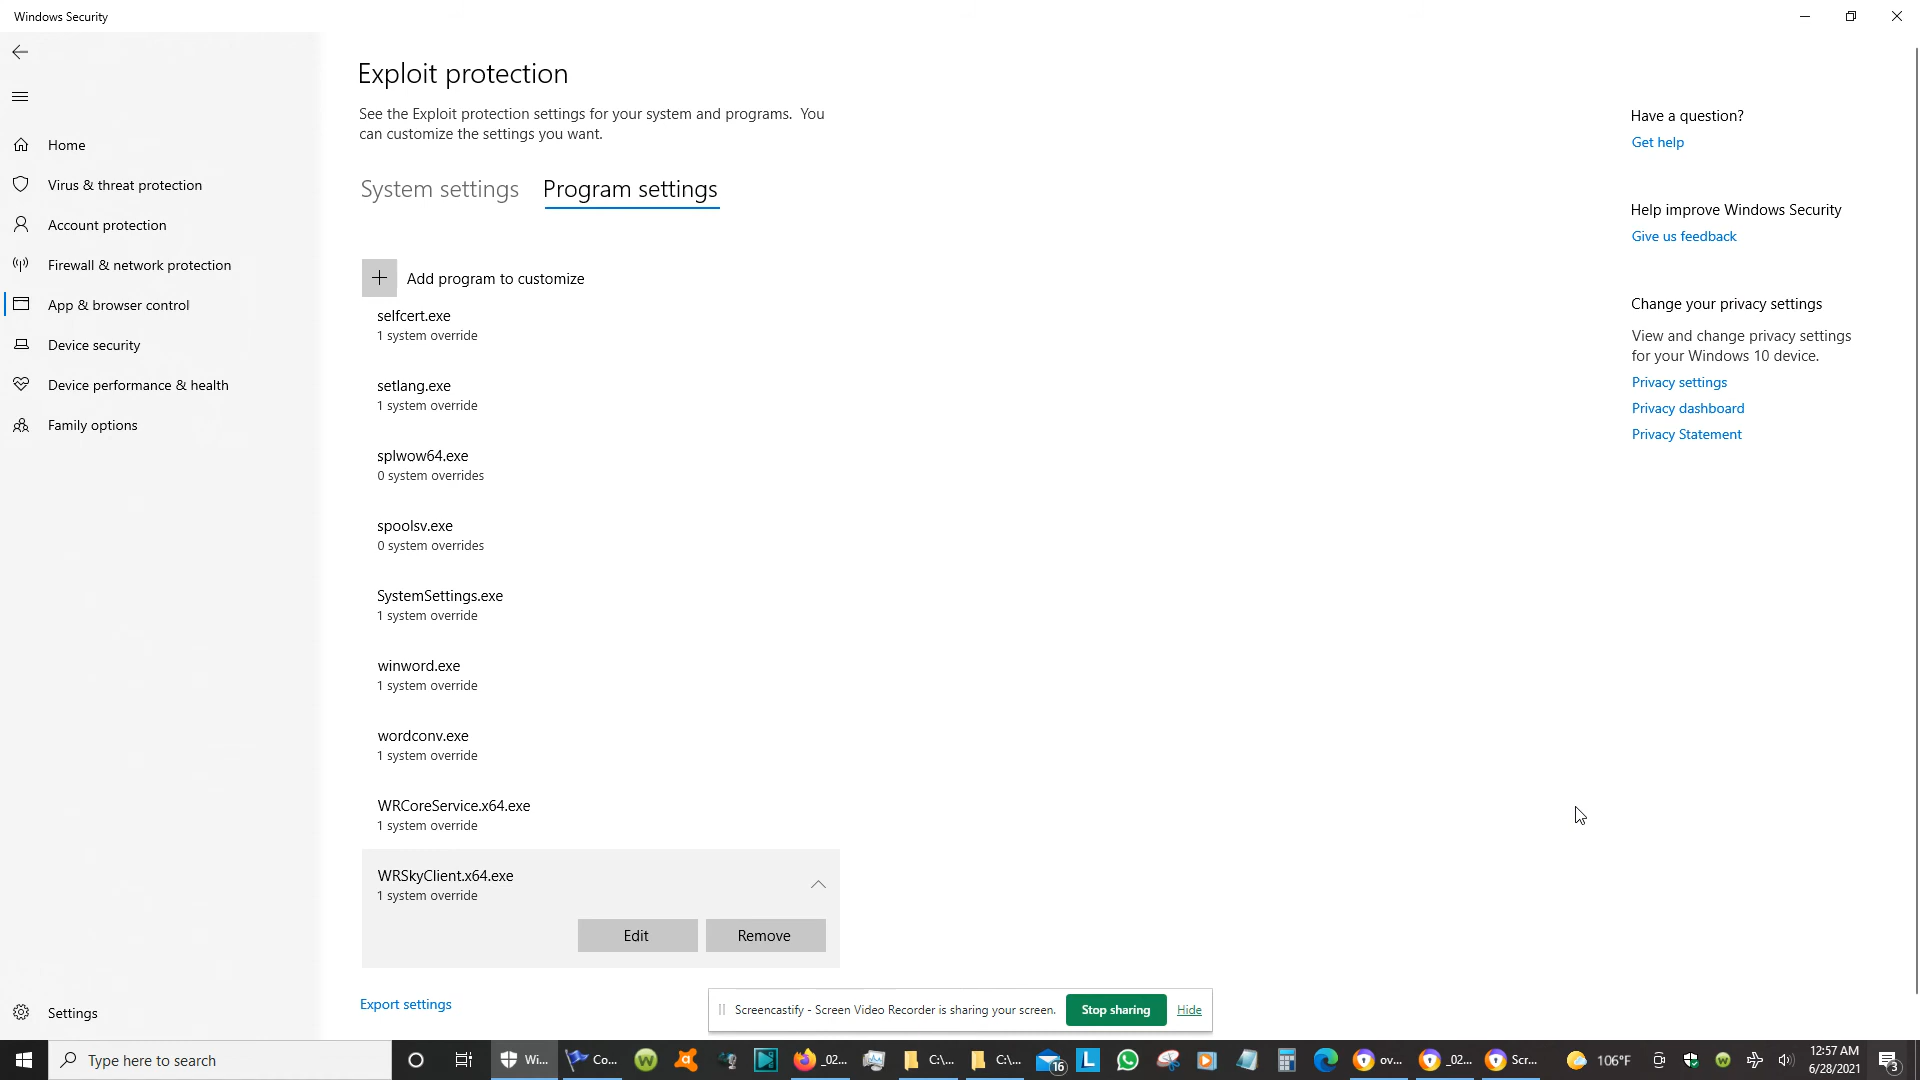 Windows Security
Exploit protection
See the Exploit protection settings for your system and programs.  You
can customize the settings you want.
System settings
Program settings
Home
Virus & threat protection
Account protection
Firewall & network protection
App & browser control
Device security
Device performance & health
Family options
Settings
Add program to customize
selfcert.exe
1 system override
setlang.exe
1 system override
splwow64.exe
0 system overrides
spoolsv.exe
0 system overrides
SystemSettings.exe
1 system override
winword.exe
1 system override
wordconv.exe
1 system override
WRCoreService.x64.exe
1 system override
WRSkyClient.x64.exe
1 system override
Edit
Remove
Export settings
Have a question?
Get help
Help improve Windows Security
Give us feedback
Change your privacy settings
View and change privacy settings
for your Windows 10 device.
Privacy settings
Privacy dashboard
Privacy Statement
Screencastify - Screen Video Recorder is sharing your screen.
Stop sharing
Hide
Type here to search
Wi...
Co...
_02...
C:\...
C:\...
16
L
ov...
_02...
Scr...
106°F
12:57 AM
6/28/2021
3